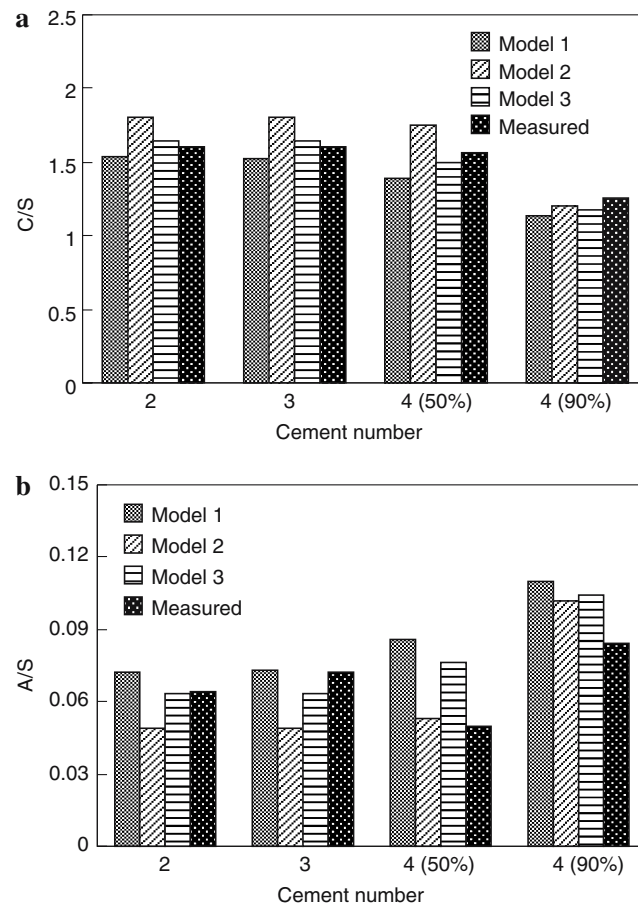 a
2.5
2
1.5
1
0.5
0
C/S
Model 1
Model 2
Model 3
Measured
2 3 4 (50%) 4 (90%)
Cement number
b
0.15
0.12
0.09
0.06
0.03
0
A/S
Model 1
Model 2
Model 3
Measured
2 3 4 (50%) 4 (90%)
Cement number